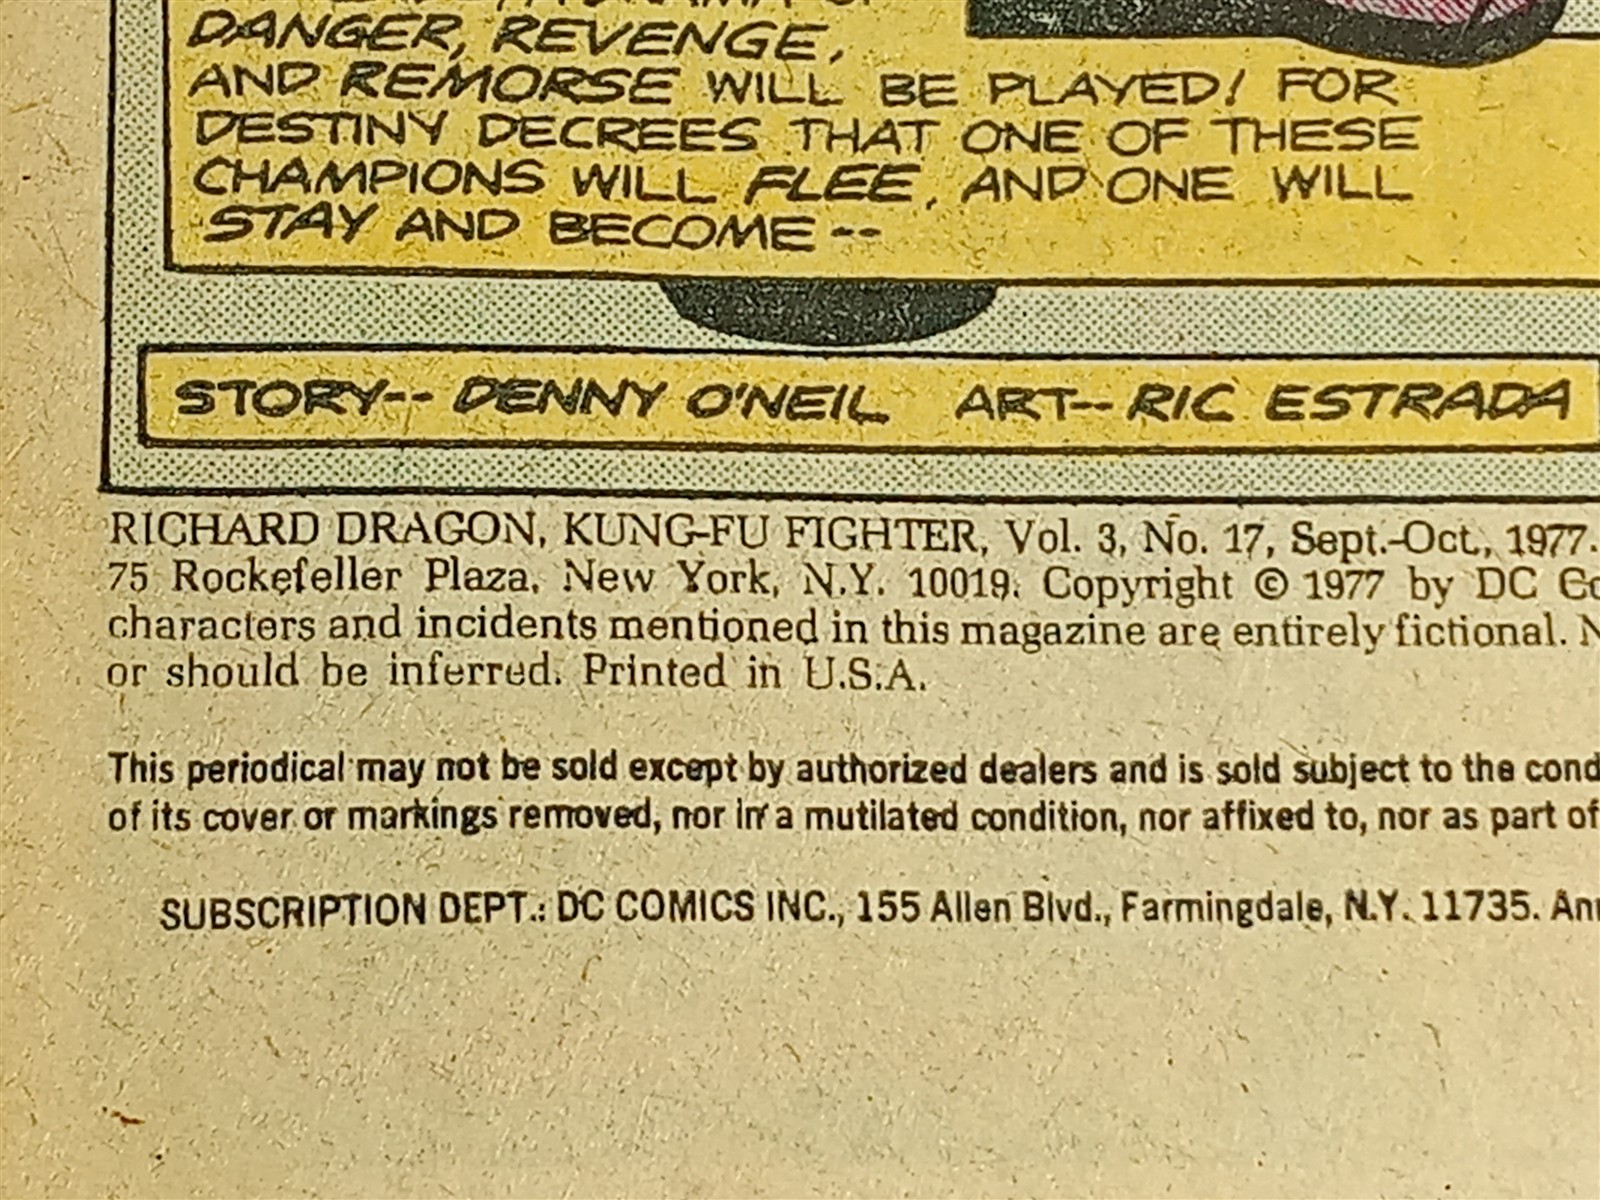 DANGER, REVENGE,
AND REMORSE WILL BE PLAYED! FOR
DESTINY DECREES THAT ONE OF THESE
CHAMPIONS WILL FLEE, AND ONE WILL
STAY AND BECOME--
STORY-- DENNY O'NEIL ART-- RIC ESTRADA
RICHARD DRAGON, KUNG-FU FIGHTER, Vol. 3, No. 17, Sept.-Oct., 1977.
75 Rockefeller Plaza, New York, N.Y. 10019. Copyright © 1977 by DC
characters and incidents mentioned in this magazine are entirely fictional.
or should be inferred. Printed in U.S.A.
This periodical may not be sold except by authorized dealers and is sold subject to the cond
of its cover or markings removed, nor in a mutilated condition, nor affixed to, nor as part of
SUBSCRIPTION DEPT.: DC COMICS INC., 155 Allen Blvd., Farmingdale, N.Y. 11735.